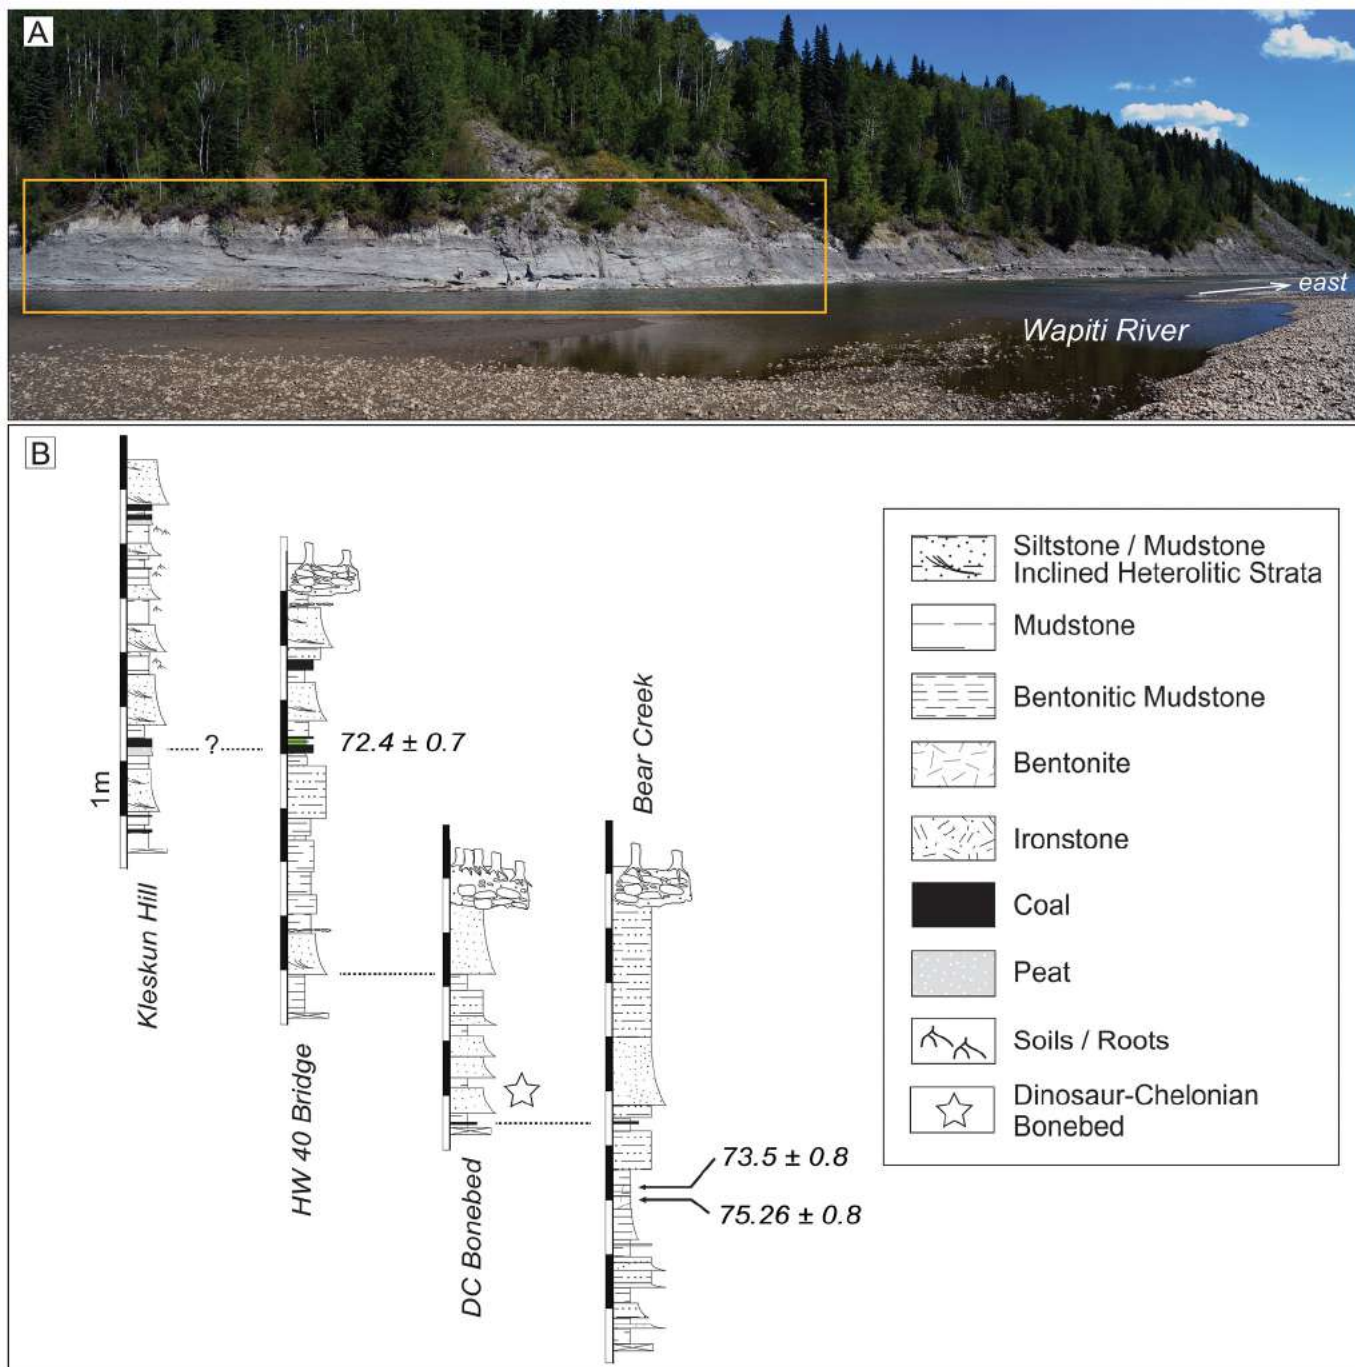 A
east
Wapiti River
B
Kleskun Hill
1m
?
HW 40 Bridge
72.4 ± 0.7
DC Bonebed
Bear Creek
73.5 ± 0.8
75.26 ± 0.8
Siltstone / Mudstone
Inclined Heterolitic Strata
Mudstone
Bentonitic Mudstone
Bentonite
Ironstone
Coal
Peat
Soils / Roots
Dinosaur-Chelonian
Bonebed